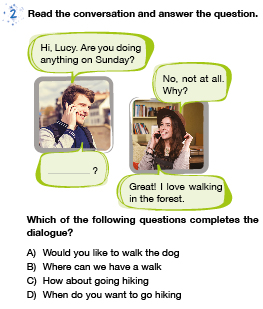 2 Read the conversation and answer the question.
Hi, Lucy. Are you doing
anything on Sunday?
No, not at all.
Why?
________ ?
Great! I love walking
in the forest.
Which of the following questions completes the
dialogue?
A) Would you like to walk the dog
B) Where can we have a walk
C) How about going hiking
D) When do you want to go hiking